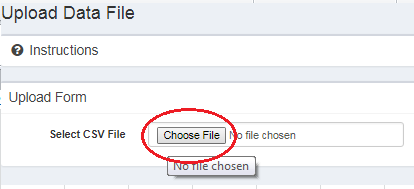 Upload Data File
Instructions
Upload Form
Select CSV File Choose File No file chosen
No file chosen